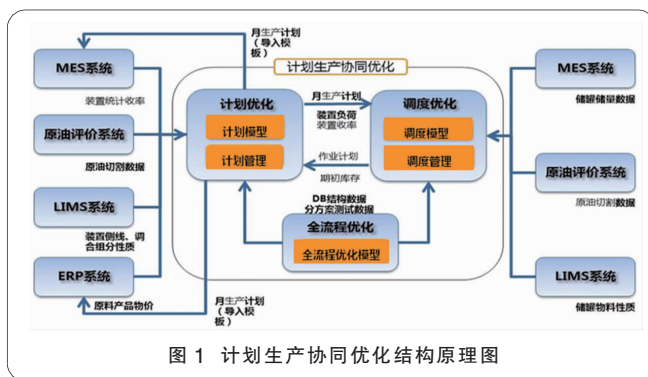 月生产计划
（导入模
板）
计划生产协同优化
MES系统
装置统计收率
原油评价系统
原油切割数据
LIMS系统
装置侧线、调
合组分性质
ERP系统
原料产品物价
月生产计划
（导入模
板）
计划优化
计划模型
计划管理
月生产计划
装置负荷
装置收率
作业计划
期初库存
调度优化
调度模型
调度管理
DB结构数据
分方案测试数据
全流程优化
全流程优化模型
MES系统
储罐储量数据
原油评价系统
原油切割数据
LIMS系统
储罐物料性质
图 1 计划生产协同优化结构原理图